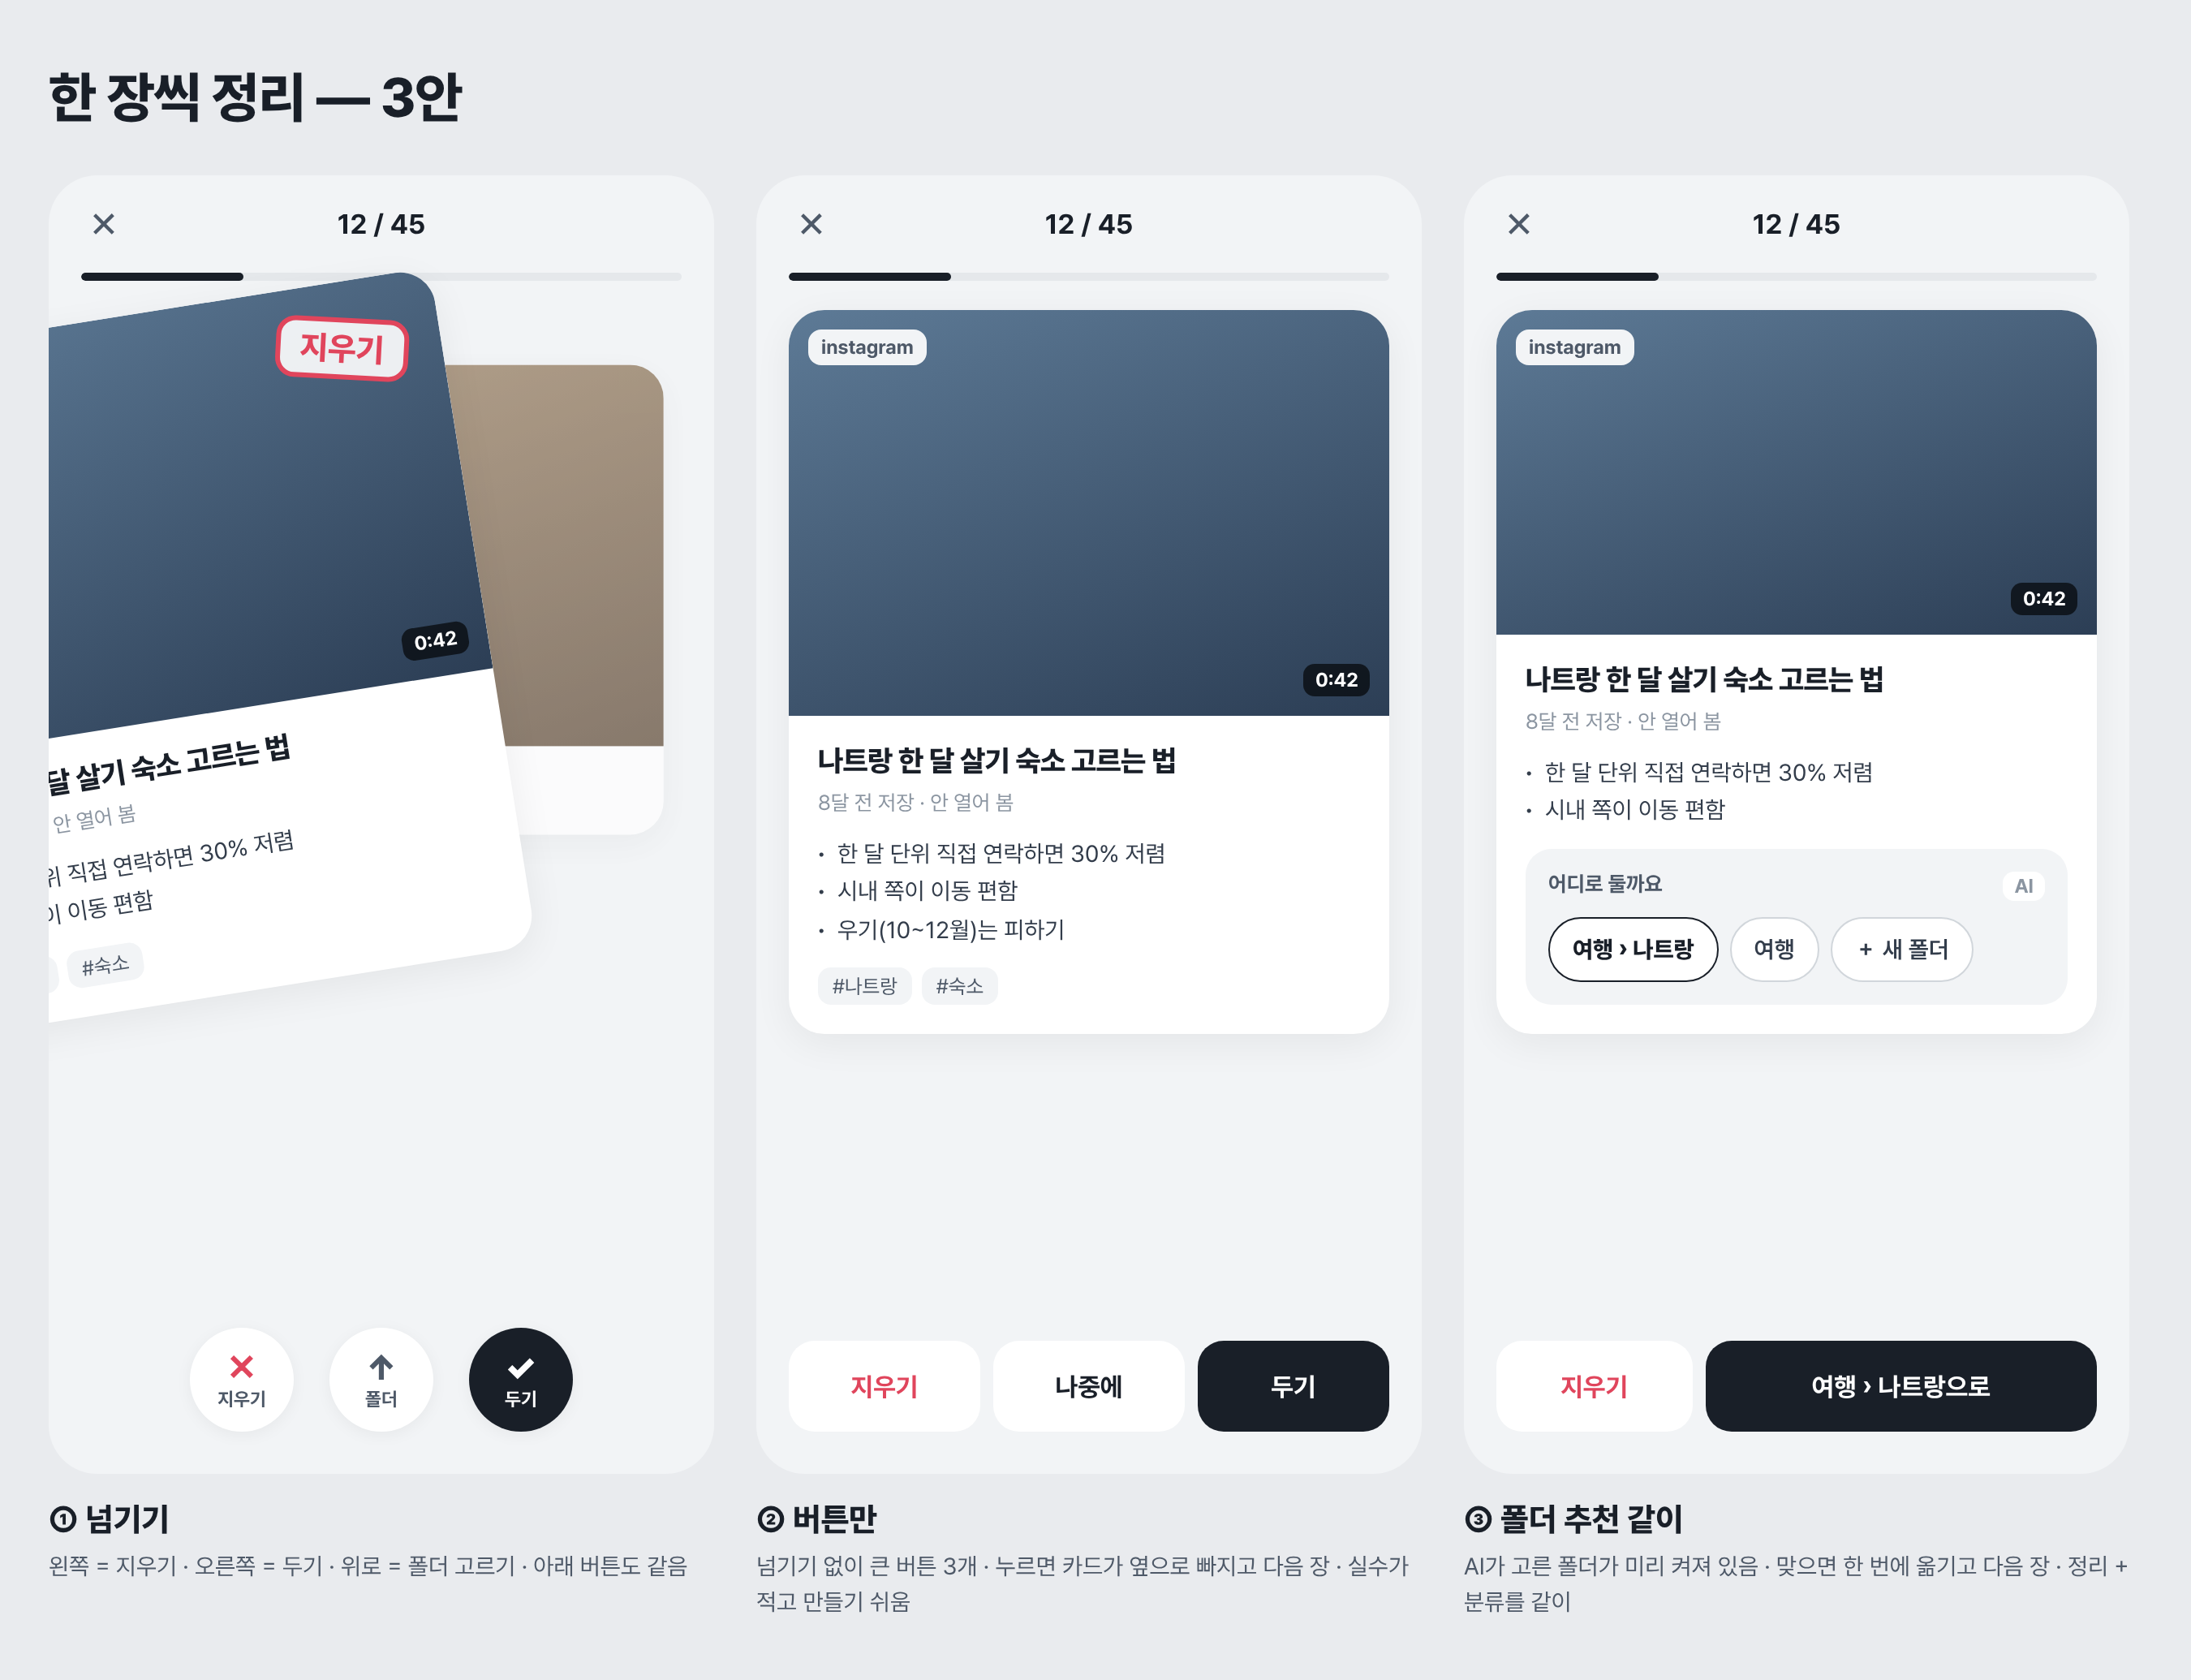 한 장씩 정리 — 3안
✕ 12 / 45
지우기
0:42
달 살기 숙소 고르는 법
안 열어 봄
위 직접 연락하면 30% 저렴
이 이동 편함
#숙소
✕ 지우기
↑ 폴더
✓ 두기
① 넘기기
왼쪽 = 지우기 · 오른쪽 = 두기 · 위로 = 폴더 고르기 · 아래 버튼도 같음
✕ 12 / 45
instagram
0:42
나트랑 한 달 살기 숙소 고르는 법
8달 전 저장 · 안 열어 봄
· 한 달 단위 직접 연락하면 30% 저렴
· 시내 쪽이 이동 편함
· 우기(10~12월)는 피하기
#나트랑 #숙소
지우기 나중에 두기
② 버튼만
넘기기 없이 큰 버튼 3개 · 누르면 카드가 옆으로 빠지고 다음 장 · 실수가
적고 만들기 쉬움
✕ 12 / 45
instagram
0:42
나트랑 한 달 살기 숙소 고르는 법
8달 전 저장 · 안 열어 봄
· 한 달 단위 직접 연락하면 30% 저렴
· 시내 쪽이 이동 편함
어디로 둘까요 AI
여행 › 나트랑 여행 + 새 폴더
지우기 여행 › 나트랑으로
③ 폴더 추천 같이
AI가 고른 폴더가 미리 켜져 있음 · 맞으면 한 번에 옮기고 다음 장 · 정리 +
분류를 같이